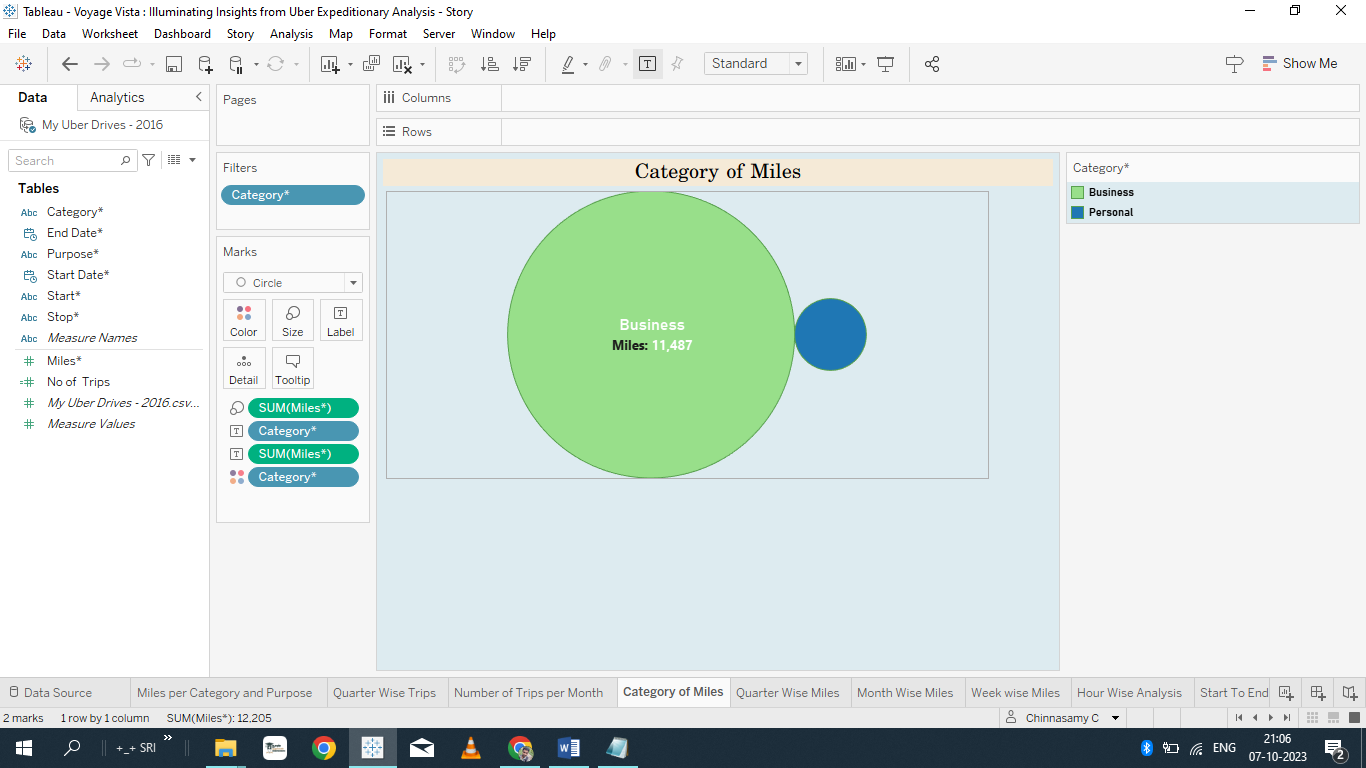 Tableau - Voyage Vista : Illuminating Insights from Uber Expeditionary Analysis - Story
File Data Worksheet Dashboard Story Analysis Map Format Server Window Help
Standard
Show Me
Data Analytics
My Uber Drives - 2016
Search
Tables
Abc Category*
End Date*
Abc Purpose*
Start Date*
Abc Start*
Abc Stop*
Abc Measure Names
Miles*
No of Trips
My Uber Drives - 2016.csv...
Measure Values
Pages
Filters
Category*
Marks
Circle
Color Size Label
Detail Tooltip
SUM(Miles*)
Category*
SUM(Miles*)
Category*
Columns
Rows
Category of Miles
Business
Miles: 11,487
Category*
Business
Personal
Data Source Miles per Category and Purpose Quarter Wise Trips Number of Trips per Month Category of Miles Quarter Wise Miles Month Wise Miles Week wise Miles Hour Wise Analysis Start To End
2 marks 1 row by 1 column SUM(Miles*): 12,205 Chinnasamy C
+_+ SRI » ENG 21:06
07-10-2023 2